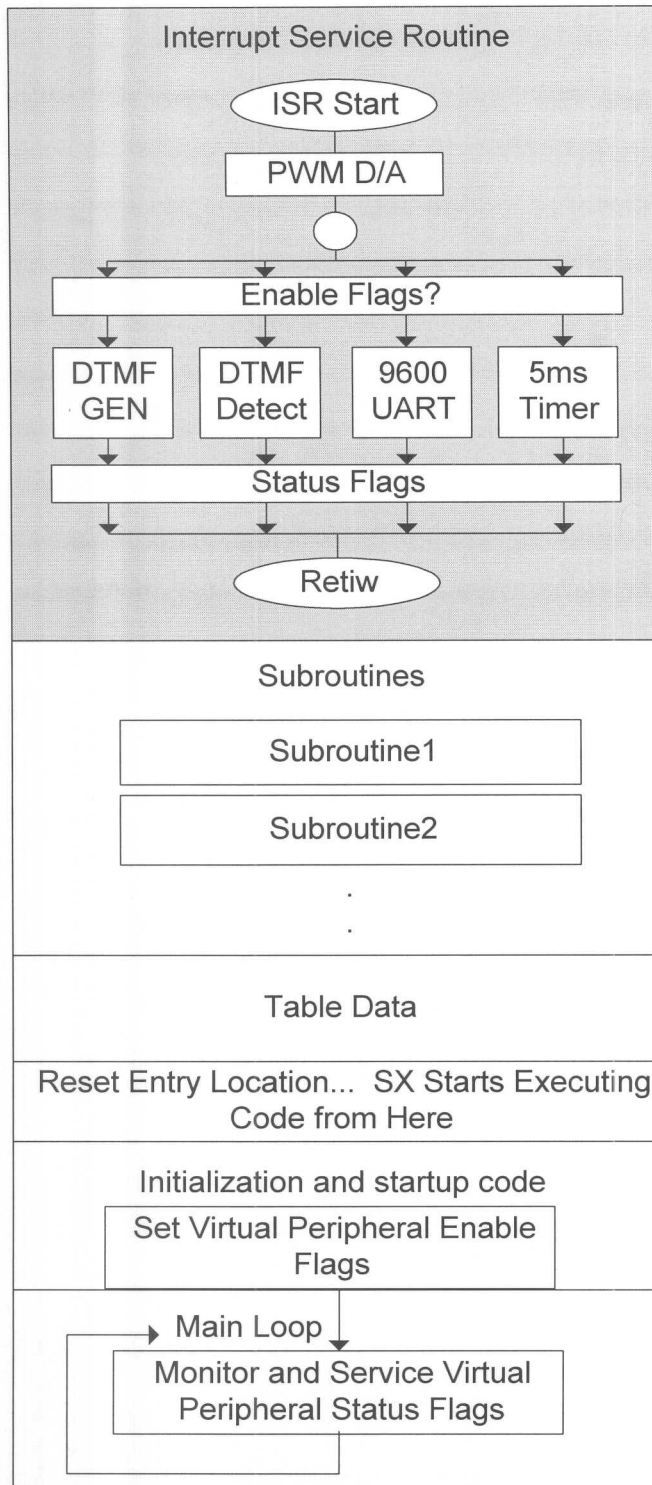 Interrupt Service Routine
ISR Start
PWM D/A
Enable Flags?
DTMF
GEN
DTMF
Detect
9600
UART
5ms
Timer
Status Flags
Retiw
Subroutines
Subroutine1
Subroutine2
.
.
Table Data
Reset Entry Location... SX Starts Executing
Code from Here
Initialization and startup code
Set Virtual Peripheral Enable
Flags
Main Loop
Monitor and Service Virtual
Peripheral Status Flags